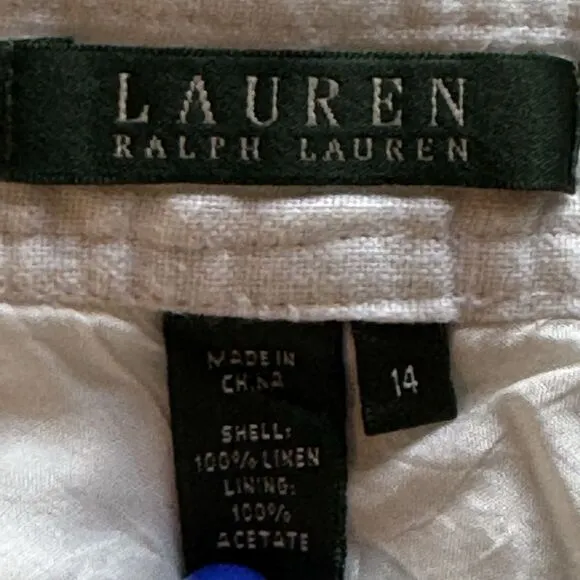 LAUREN
RALPH LAUREN
MADE IN
CHINA
14
SHELL:
100% LINEN
LINING:
100%
ACETATE